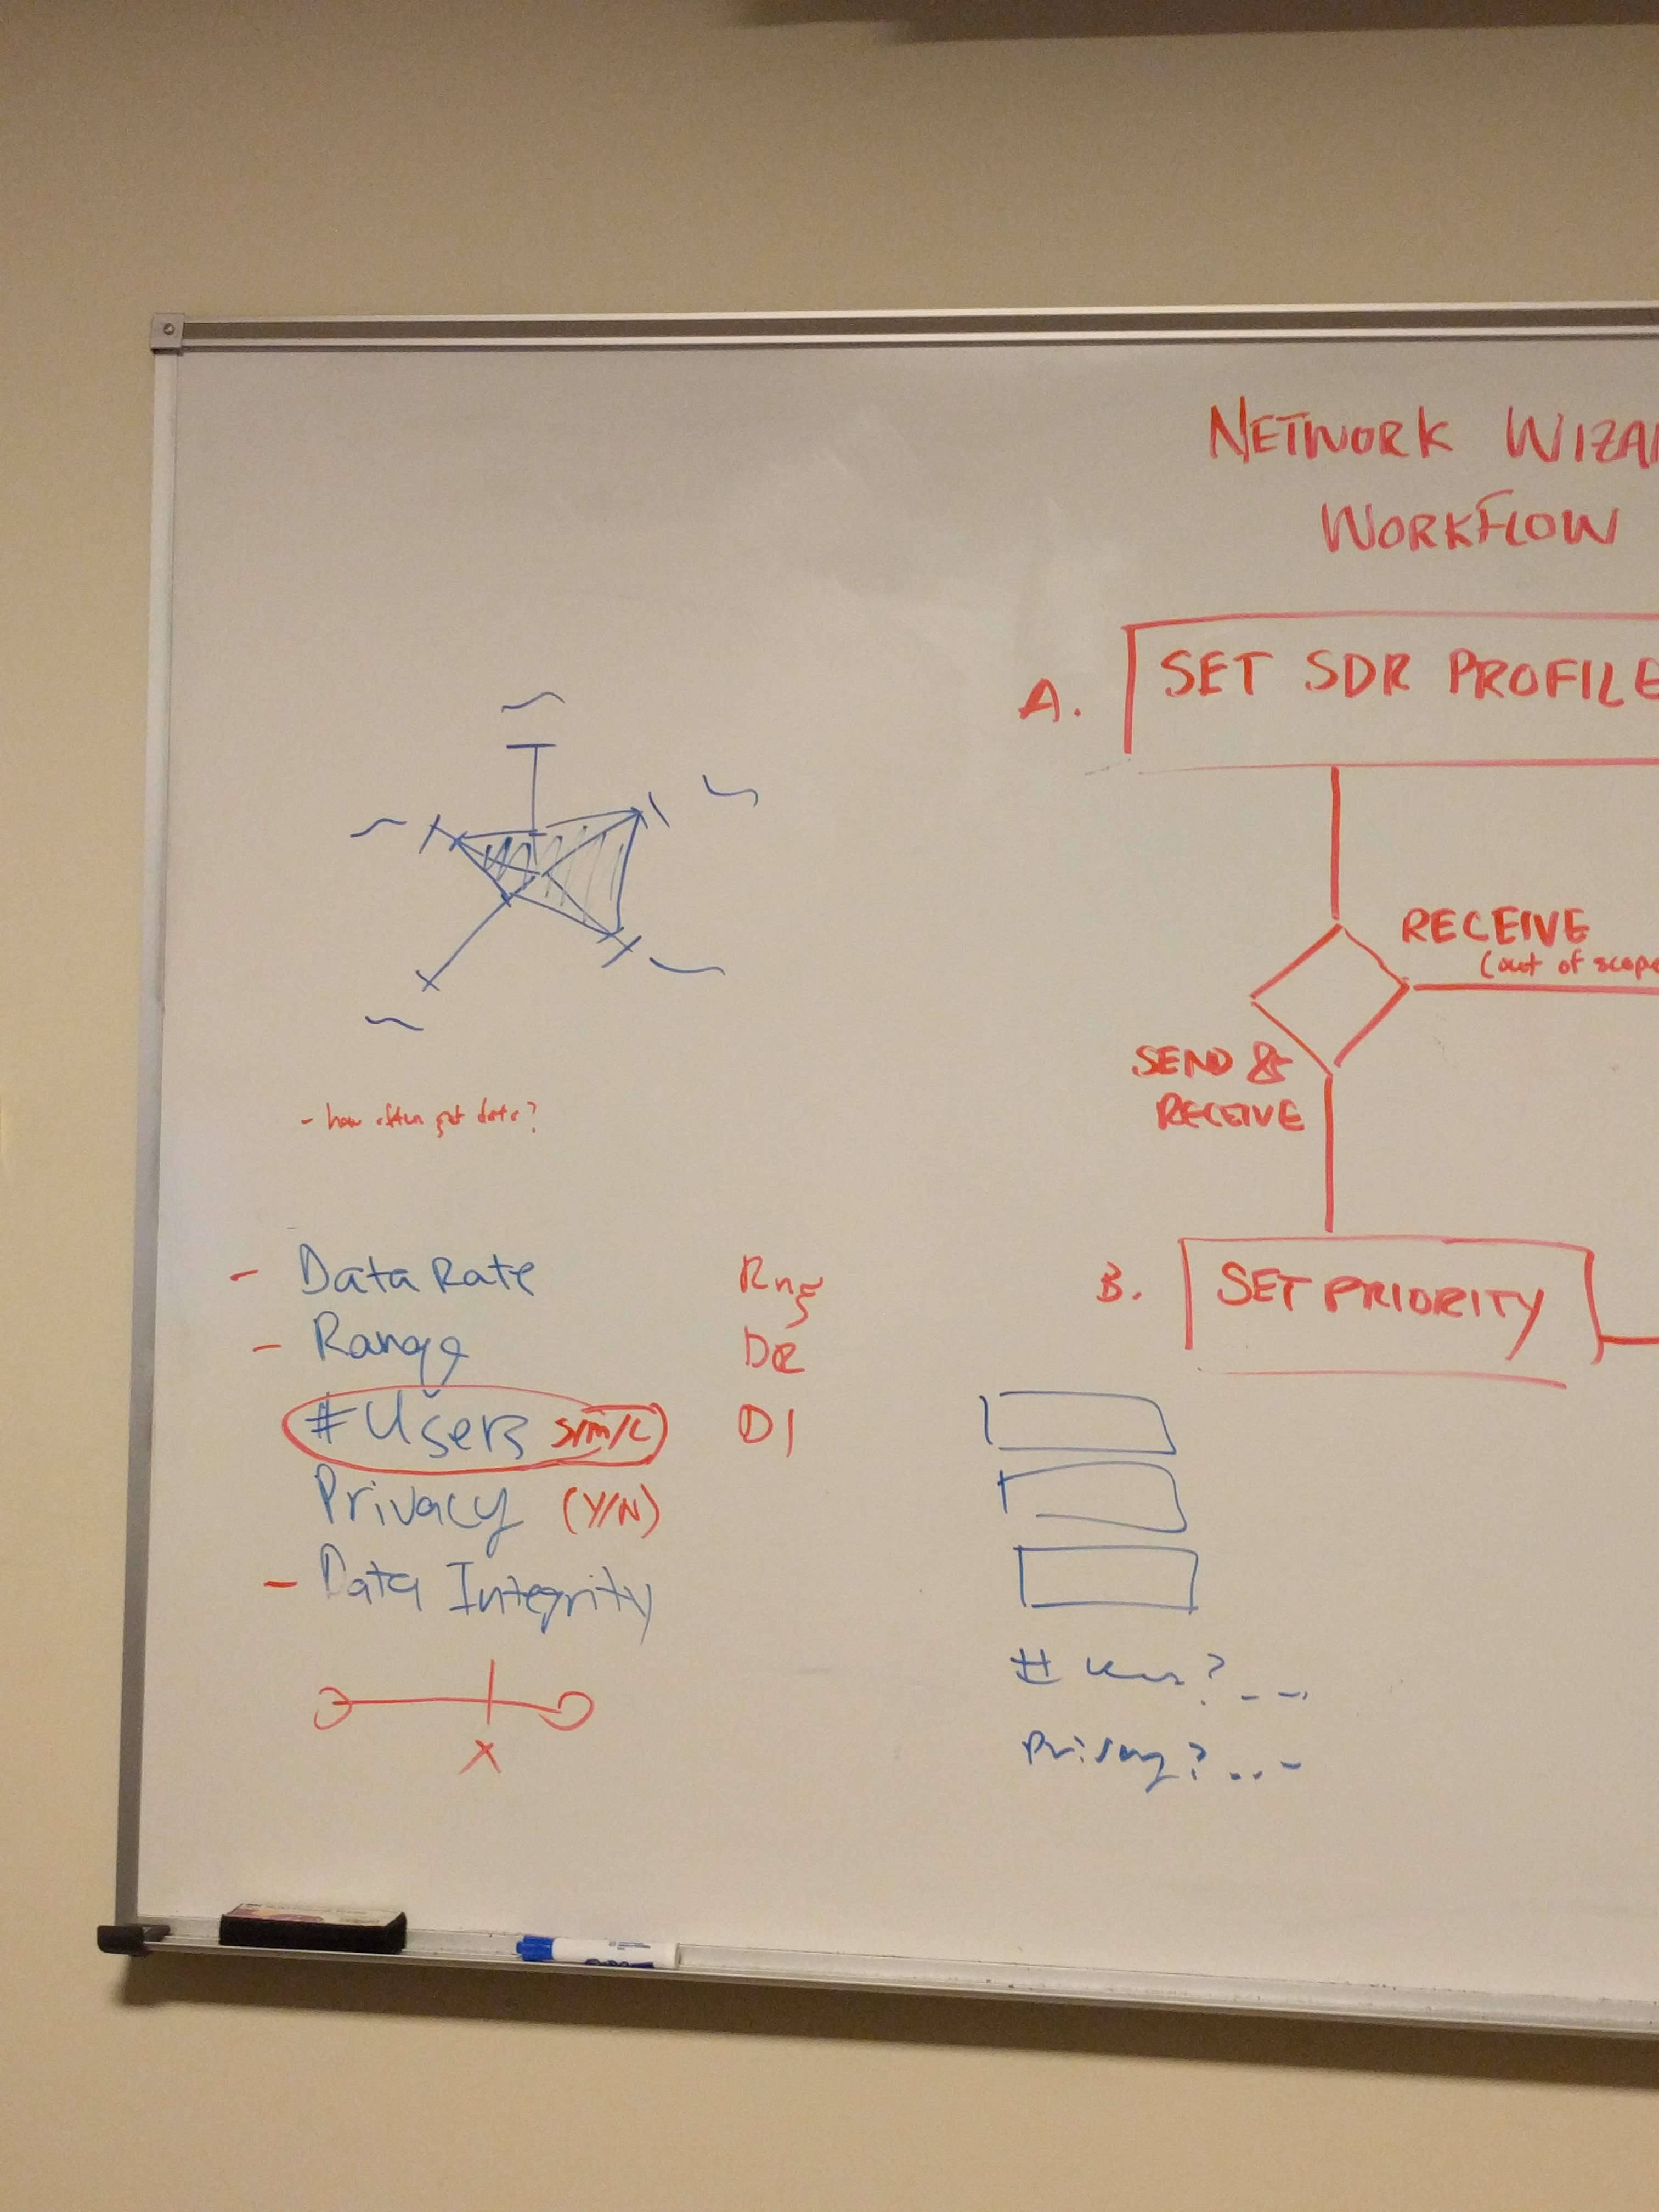 NETWORK WIZA
WORKFLOW
A. SET SDR PROFILE
RECEIVE
(out of scope
SEND &
RECEIVE
- how often get data?
B. SET PRIORITY
- Data Rate
- Range
# Users S/M/L
Privacy (Y/N)
- Data Integrity
Rng
DR
DI
X
# Users? - - -
Privacy? . . -